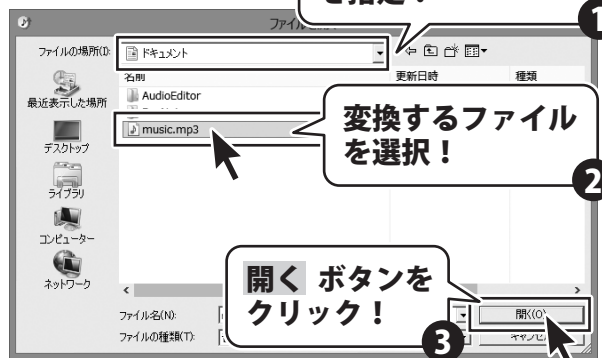 を指定！
1
ファイルの場所(I):
ドキュメント
名前
更新日時
種類
最近表示した場所
AudioEditor
music.mp3
変換するファイル
を選択！
2
デスクトップ
ライブラリ
コンピューター
ネットワーク
開く ボタンを
クリック！
3
ファイル名(N):
開く(O)
ファイルの種類(T):